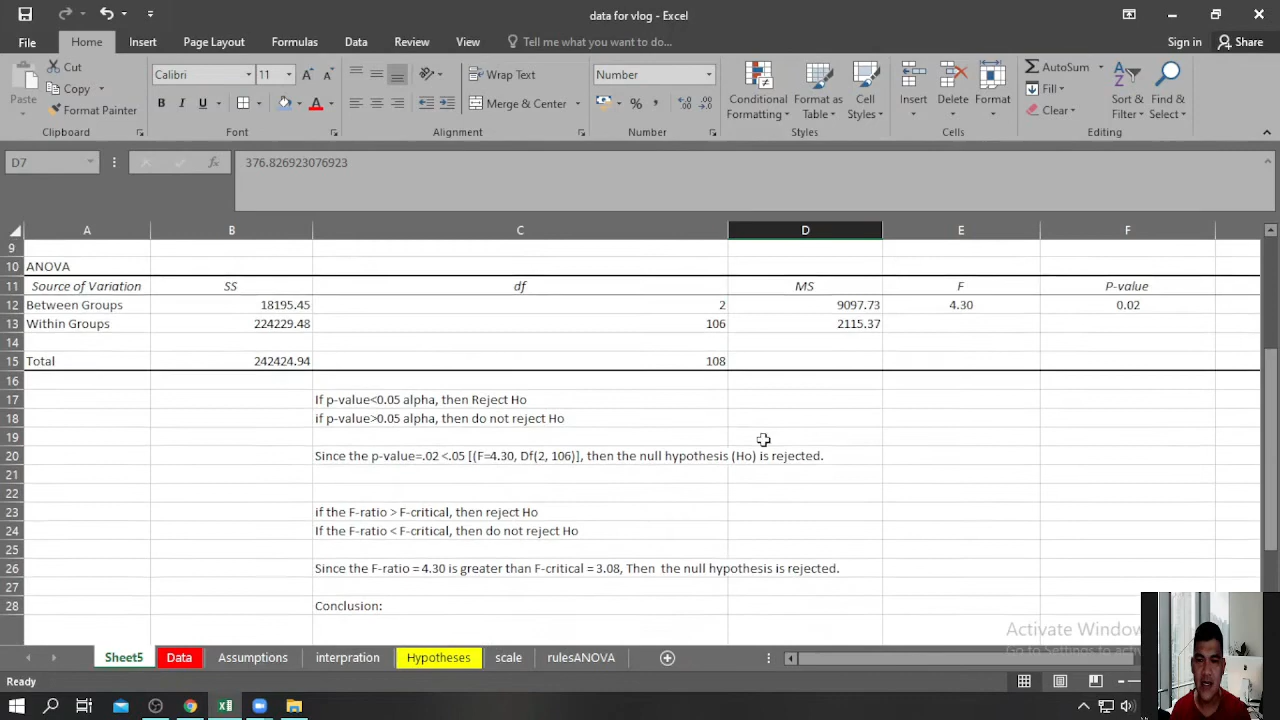 data for vlog - Excel
File Home Insert Page Layout Formulas Data Review View Tell me what you want to do... Sign in Share
Paste Cut Copy Format Painter
Calibri 11 Wrap Text Number AutoSum
B I U Merge & Center % Conditional Formatting Format as Table Cell Styles Insert Delete Format Fill Clear Sort & Filter Find & Select
Clipboard Font Alignment Number Styles Cells Editing
D7 fx 376.826923076923
A B C D E F
9
10 ANOVA
11 Source of Variation SS df MS F P-value
12 Between Groups 18195.45 2 9097.73 4.30 0.02
13 Within Groups 224229.48 106 2115.37
14
15 Total 242424.94 108
16
17 If p-value<0.05 alpha, then Reject Ho
18 if p-value>0.05 alpha, then do not reject Ho
19
20 Since the p-value=.02 <.05 [(F=4.30, Df(2, 106)], then the null hypothesis (Ho) is rejected.
21
22
23 if the F-ratio > F-critical, then reject Ho
24 If the F-ratio < F-critical, then do not reject Ho
25
26 Since the F-ratio = 4.30 is greater than F-critical = 3.08, Then the null hypothesis is rejected.
27
28 Conclusion:
Activate Window
Go to Settings to activ
Sheet5 Data Assumptions interpration Hypotheses scale rulesANOVA
Ready